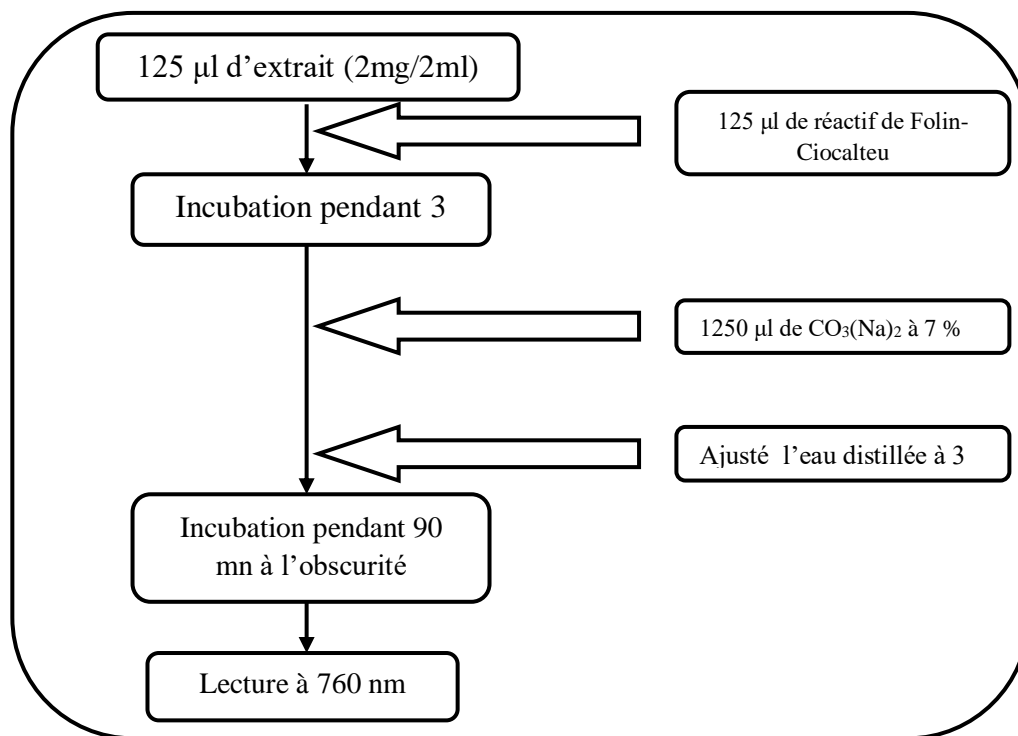 125 µl d’extrait (2mg/2ml)
125 µl de réactif de Folin-
Ciocalteu
Incubation pendant 3
1250 µl de CO₃(Na)₂ à 7 %
Ajusté l’eau distillée à 3
Incubation pendant 90
mn à l’obscurité
Lecture à 760 nm